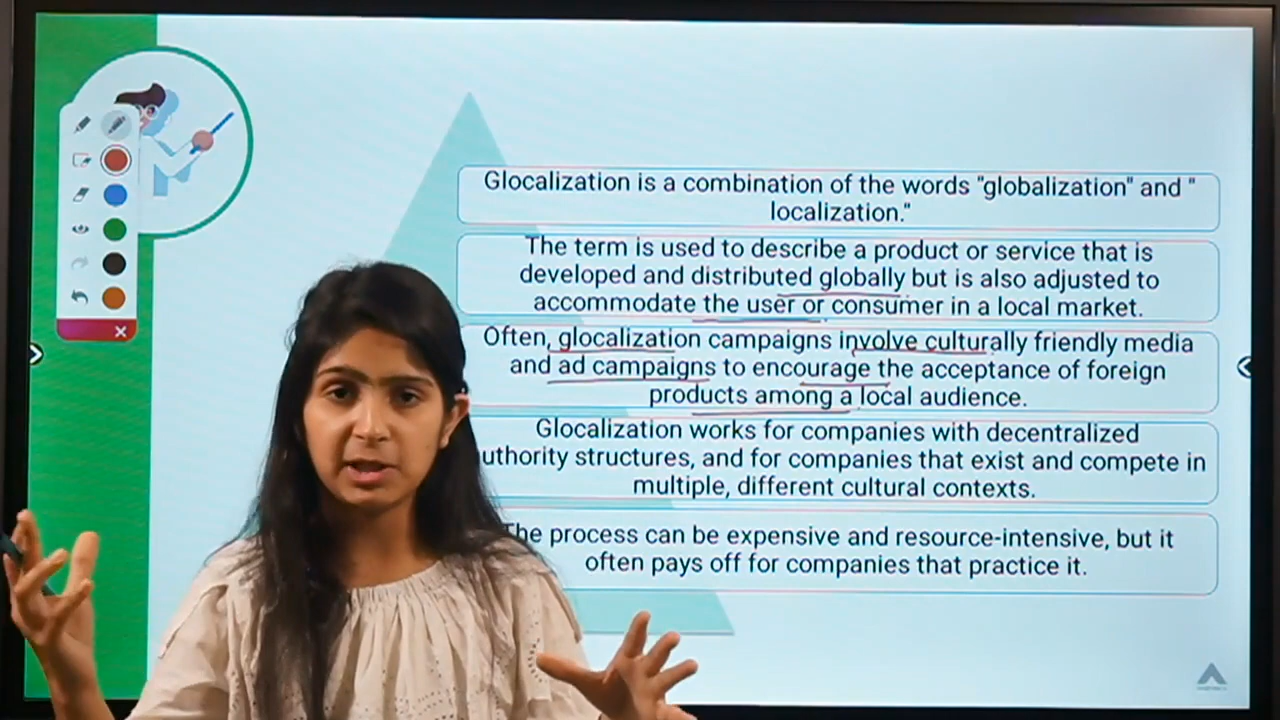 Glocalization is a combination of the words "globalization" and "
localization."
The term is used to describe a product or service that is
developed and distributed globally but is also adjusted to
accommodate the user or consumer in a local market.
Often, glocalization campaigns involve culturally friendly media
and ad campaigns to encourage the acceptance of foreign
products among a local audience.
Glocalization works for companies with decentralized
uthority structures, and for companies that exist and compete in
multiple, different cultural contexts.
The process can be expensive and resource-intensive, but it
often pays off for companies that practice it.